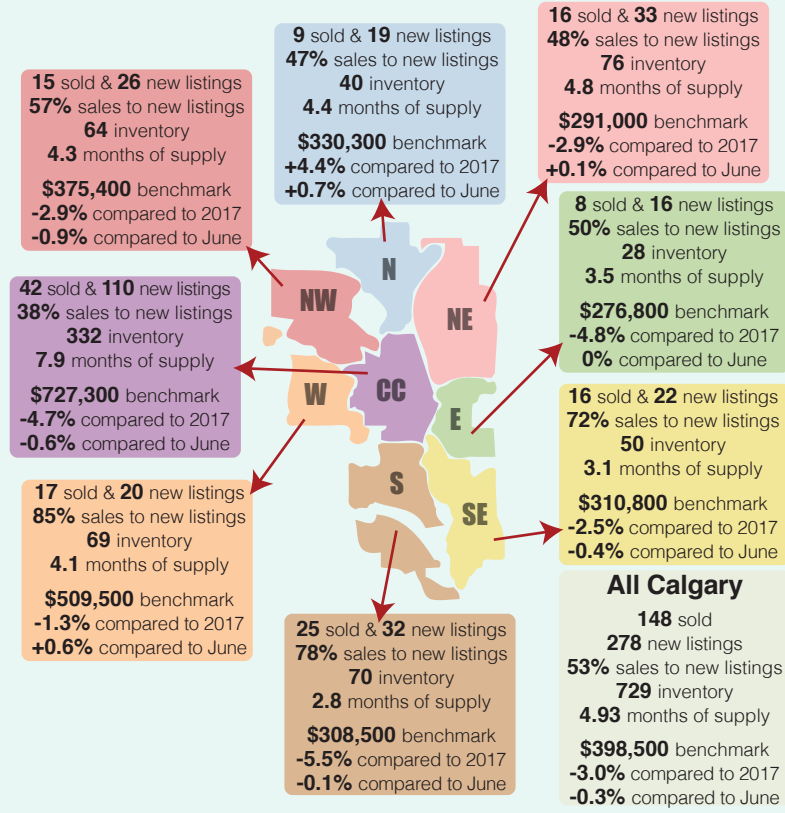 9 sold & 19 new listings
47% sales to new listings
40 inventory
4.4 months of supply
$330,300 benchmark
+4.4% compared to 2017
+0.7% compared to June
16 sold & 33 new listings
48% sales to new listings
76 inventory
4.8 months of supply
$291,000 benchmark
-2.9% compared to 2017
+0.1% compared to June
15 sold & 26 new listings
57% sales to new listings
64 inventory
4.3 months of supply
$375,400 benchmark
-2.9% compared to 2017
-0.9% compared to June
8 sold & 16 new listings
50% sales to new listings
28 inventory
3.5 months of supply
$276,800 benchmark
-4.8% compared to 2017
0% compared to June
42 sold & 110 new listings
38% sales to new listings
332 inventory
7.9 months of supply
$727,300 benchmark
-4.7% compared to 2017
-0.6% compared to June
N
NW
NE
W
CC
E
S
SE
16 sold & 22 new listings
72% sales to new listings
50 inventory
3.1 months of supply
$310,800 benchmark
-2.5% compared to 2017
-0.4% compared to June
17 sold & 20 new listings
85% sales to new listings
69 inventory
4.1 months of supply
$509,500 benchmark
-1.3% compared to 2017
+0.6% compared to June
25 sold & 32 new listings
78% sales to new listings
70 inventory
2.8 months of supply
$308,500 benchmark
-5.5% compared to 2017
-0.1% compared to June
All Calgary
148 sold
278 new listings
53% sales to new listings
729 inventory
4.93 months of supply
$398,500 benchmark
-3.0% compared to 2017
-0.3% compared to June